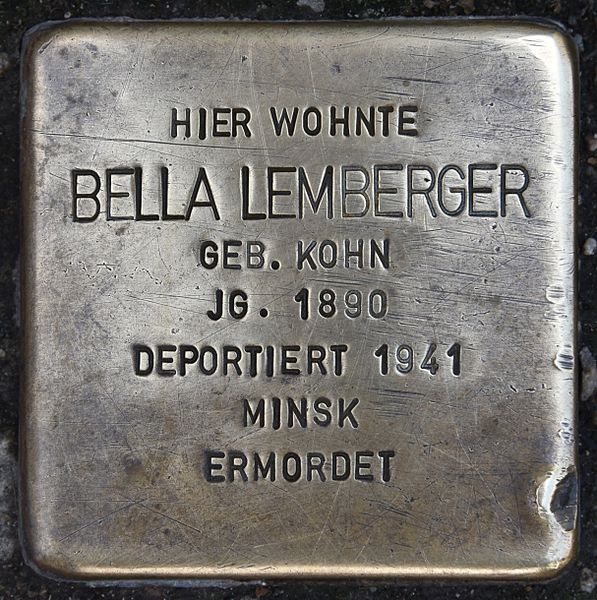 HIER WOHNTE
BELLA LEMBERGER
GEB. KOHN
JG. 1890
DEPORTIERT 1941
MINSK
ERMORDET